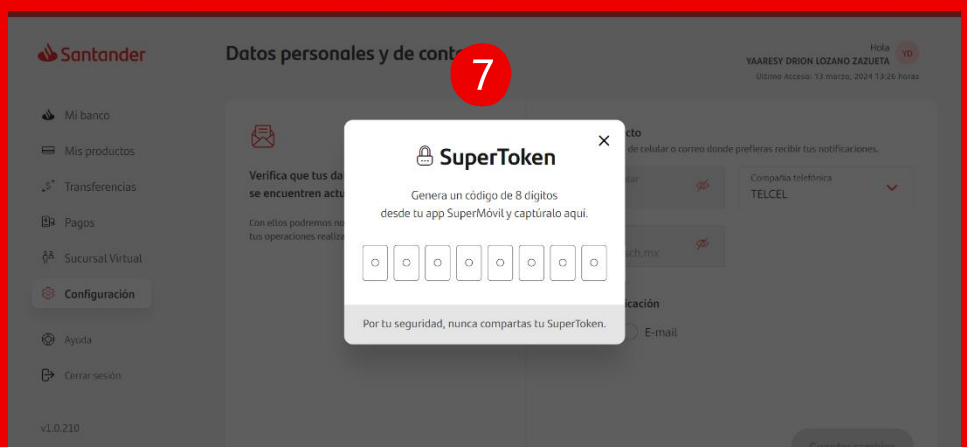 Santander
Datos personales y de cont
7
Hola
YAARESY DRION LOZANO ZAZUETA
YD
Último Acceso: 13 marzo, 2024 13:26 horas
Mi banco
Mis productos
Transferencias
Pagos
Sucursal Virtual
Configuración
Ayuda
Cerrar sesión
v1.0.210
Verifica que tus da
se encuentren actu
Con ellos podremos no
tus operaciones realiza
SuperToken
Genera un código de 8 dígitos
desde tu app SuperMóvil y captúralo aquí.
Por tu seguridad, nunca compartas tu SuperToken.
cto
de celular o correo donde prefieras recibir tus notificaciones.
Compañía telefónica
TELCEL
sch.mx
icación
E-mail
Guardar cambios